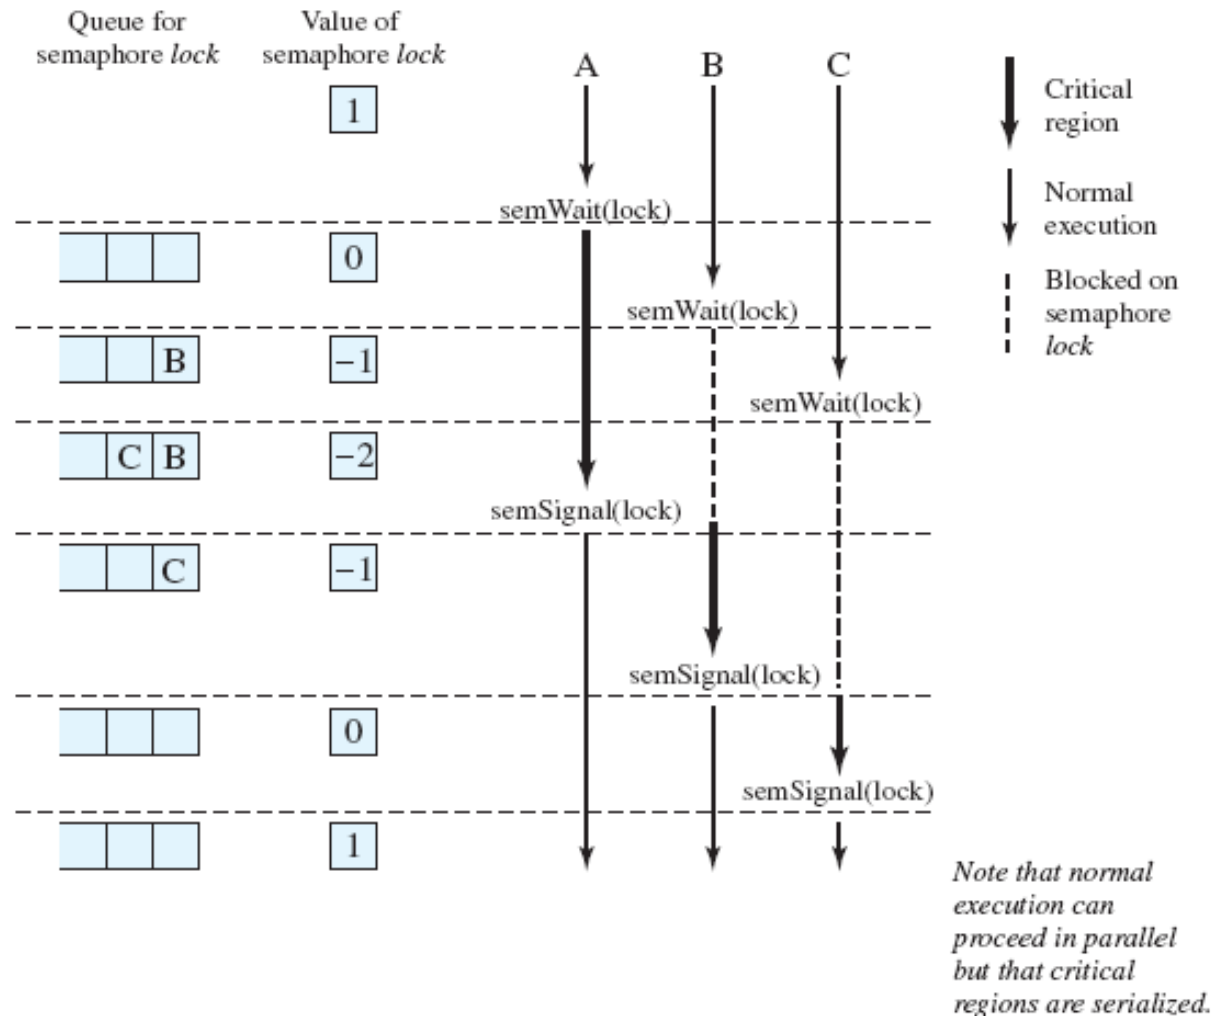 Queue for
semaphore lock
Value of
semaphore lock
A
B
C
1
Critical
region
Normal
execution
Blocked on
semaphore
lock
semWait(lock)
0
semWait(lock)
B
−1
semWait(lock)
C B
−2
semSignal(lock)
C
−1
semSignal(lock)
0
semSignal(lock)
1
Note that normal
execution can
proceed in parallel
but that critical
regions are serialized.